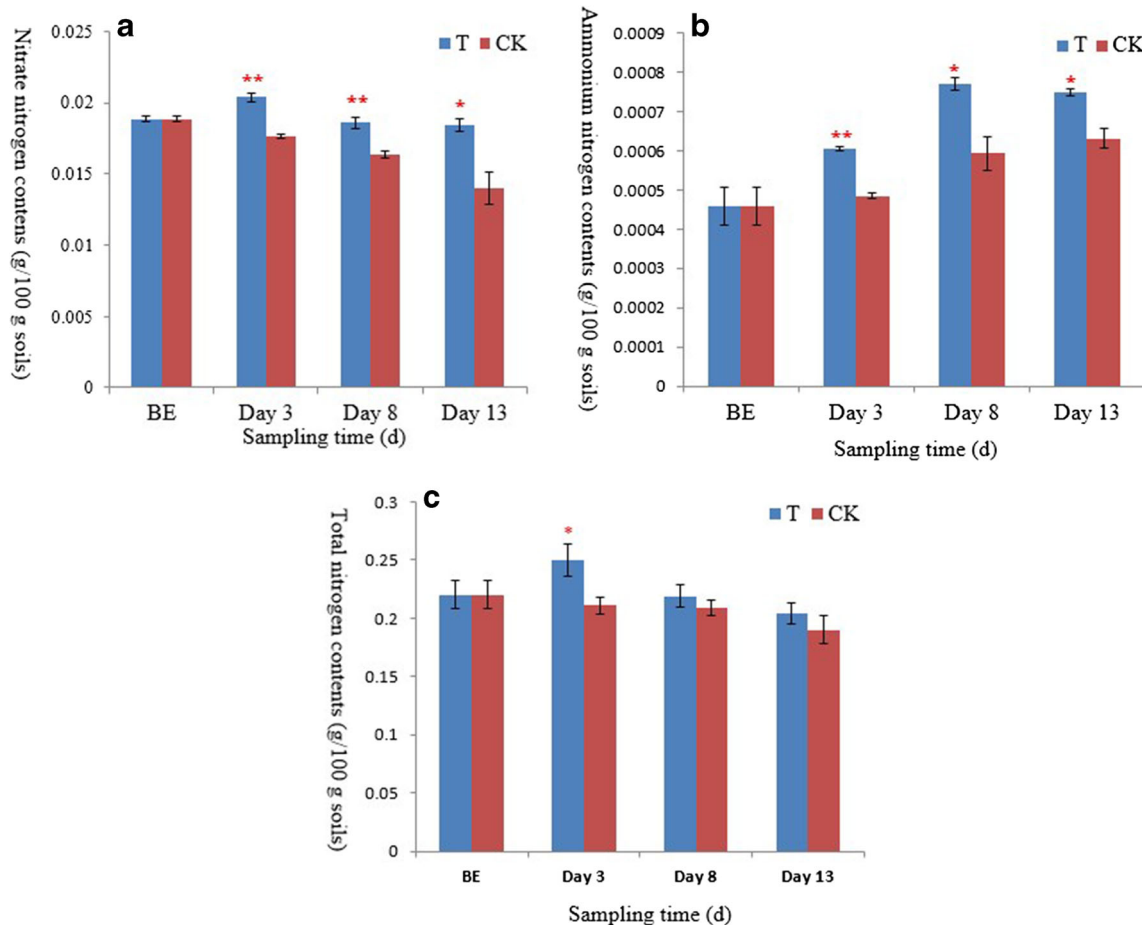 a
T CK
Nitrate nitrogen contens (g/100 g soils)
0.025
0.02
0.015
0.01
0.005
0
**
**
*
BE Day 3 Day 8 Day 13
Sampling time (d)
b
T CK
Ammonium nitrogen contents (g/100 g soils)
0.0009
0.0008
0.0007
0.0006
0.0005
0.0004
0.0003
0.0002
0.0001
0
**
*
*
BE Day 3 Day 8 Day 13
Sampling time (d)
c
T CK
Total nitrogen contents (g/100 g soils)
0.3
0.25
0.2
0.15
0.1
0.05
0
*
BE Day 3 Day 8 Day 13
Sampling time (d)